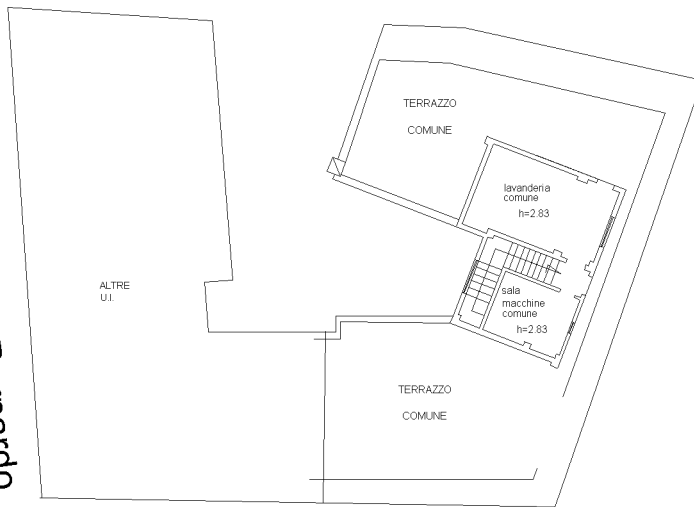 TERRAZZO
COMUNE
lavanderia
comune
h=2.83
ALTRE
U.I.
sala
macchine
comune
h=2.83
TERRAZZO
COMUNE